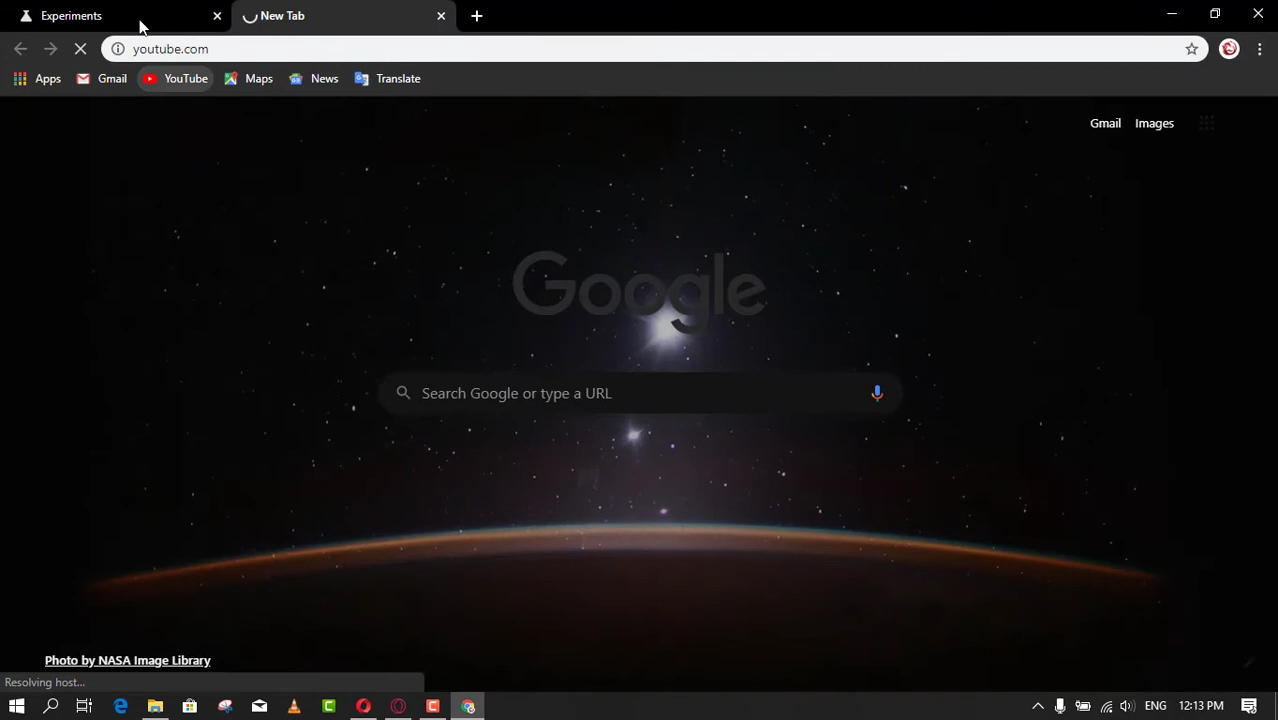 Experiments New Tab
youtube.com
Apps Gmail YouTube Maps News Translate
Gmail Images
Google
Search Google or type a URL
Photo by NASA Image Library
Resolving host...
ENG 12:13 PM